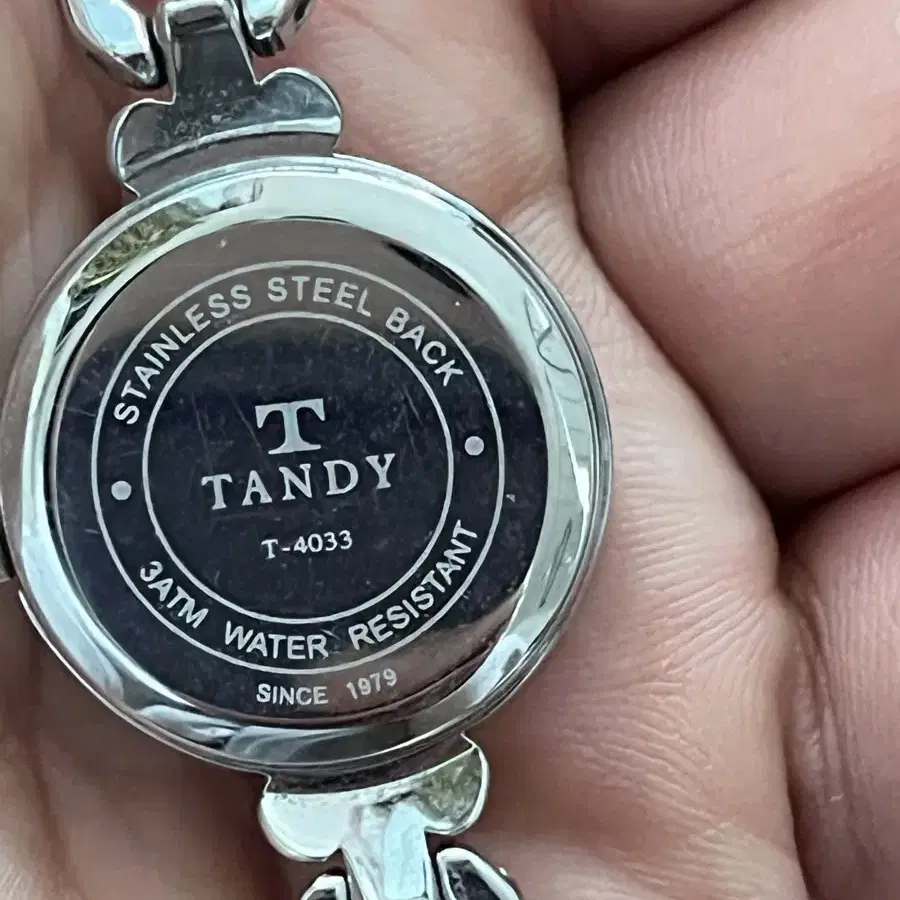 STAINLESS STEEL BACK
T
TANDY
T-4033
3ATM WATER RESISTANT
SINCE 1979